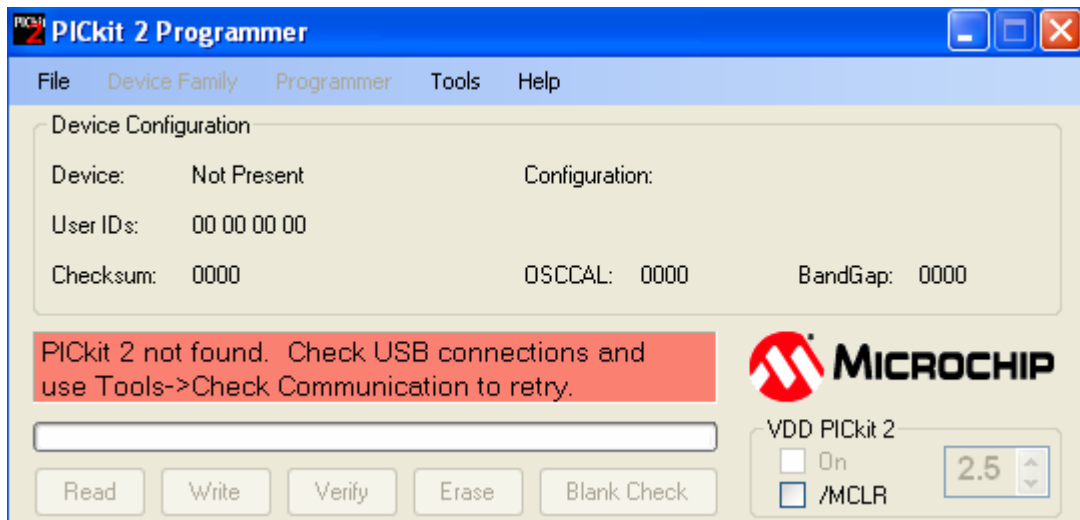 PICkit 2 Programmer
File Device Family Programmer Tools Help
Device Configuration
Device: Not Present Configuration:
User IDs: 00 00 00 00
Checksum: 0000 OSCCAL: 0000 BandGap: 0000
PICkit 2 not found. Check USB connections and
use Tools->Check Communication to retry.
MICROCHIP
VDD PICkit 2
On
2.5
/MCLR
Read Write Verify Erase Blank Check